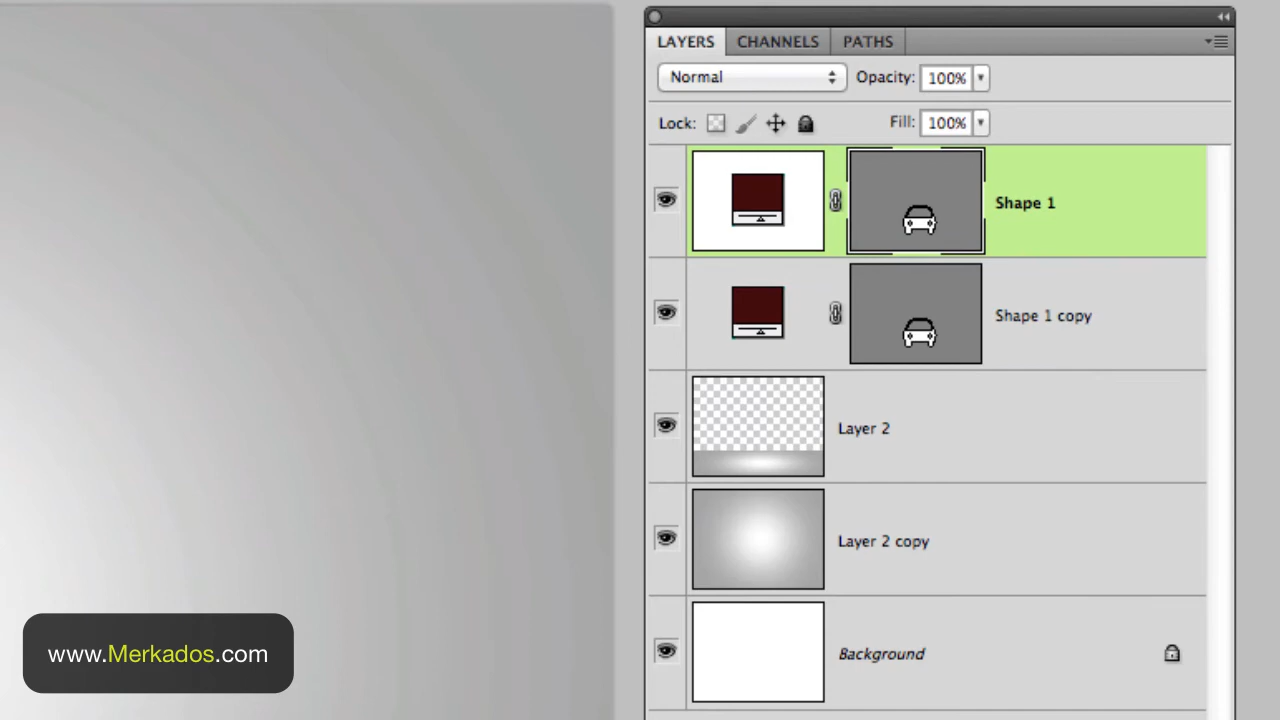 LAYERS CHANNELS PATHS
Normal Opacity: 100%
Lock: Fill: 100%
Shape 1
Shape 1 copy
Layer 2
Layer 2 copy
Background
www.Merkados.com